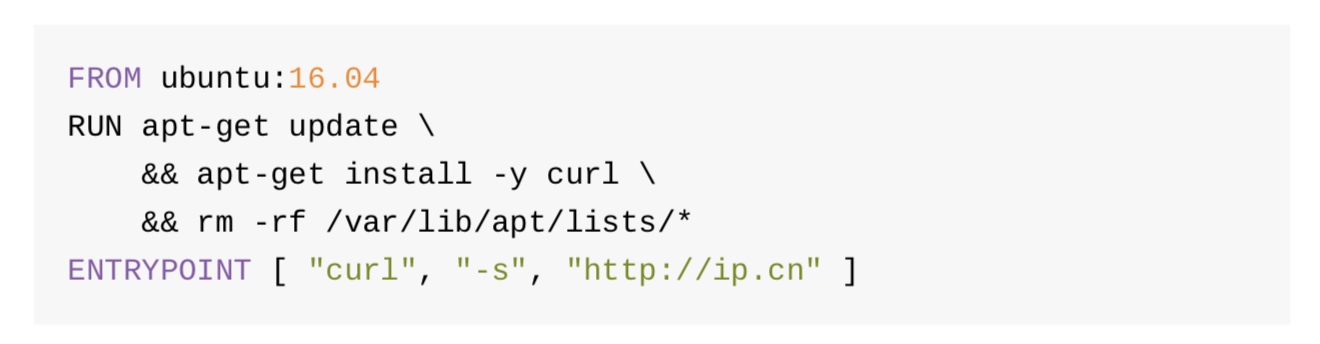 FROM ubuntu:16.04
RUN apt-get update \
    && apt-get install -y curl \
    && rm -rf /var/lib/apt/lists/*
ENTRYPOINT [ "curl", "-s", "http://ip.cn" ]